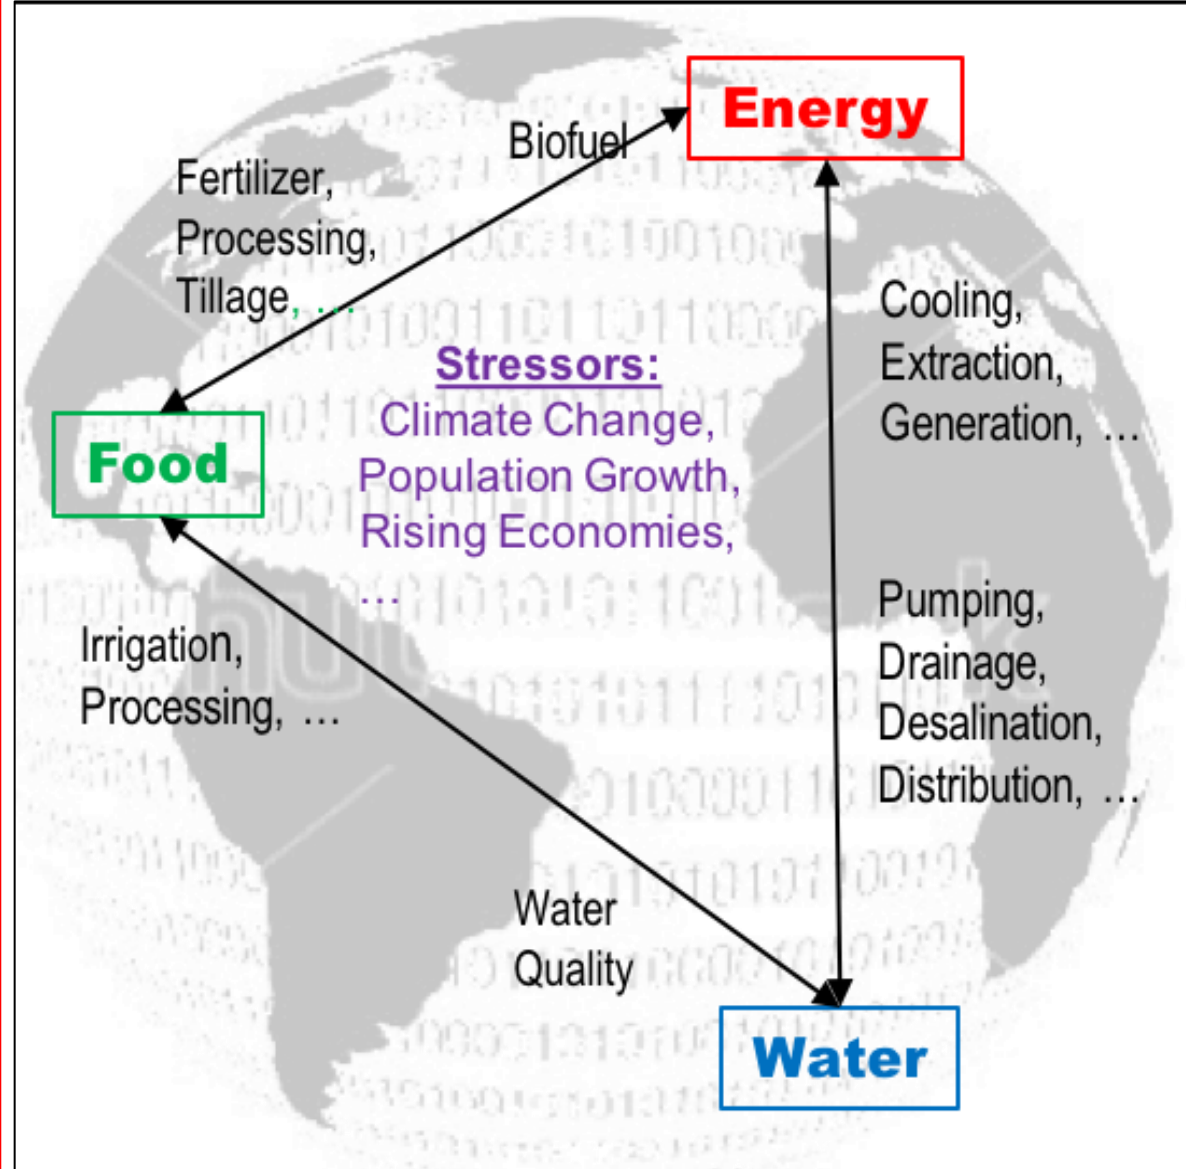 Energy
Biofuel
Fertilizer,
Processing,
Tillage, ...
Cooling,
Extraction,
Generation, ...
Stressors:
Climate Change,
Population Growth,
Rising Economies,
...
Food
Pumping,
Drainage,
Desalination,
Distribution, ...
Irrigation,
Processing, ...
Water
Quality
Water